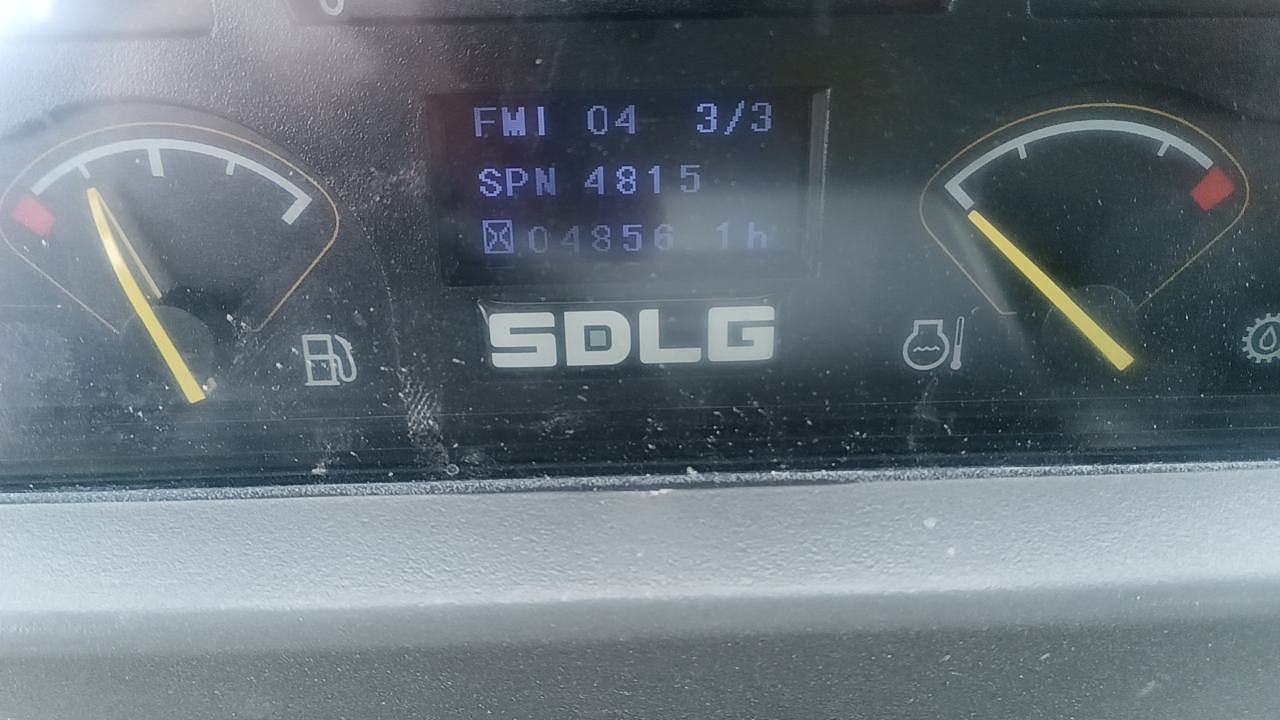 FMI 04 3/3
SPN 4815
04856 1h
SDLG